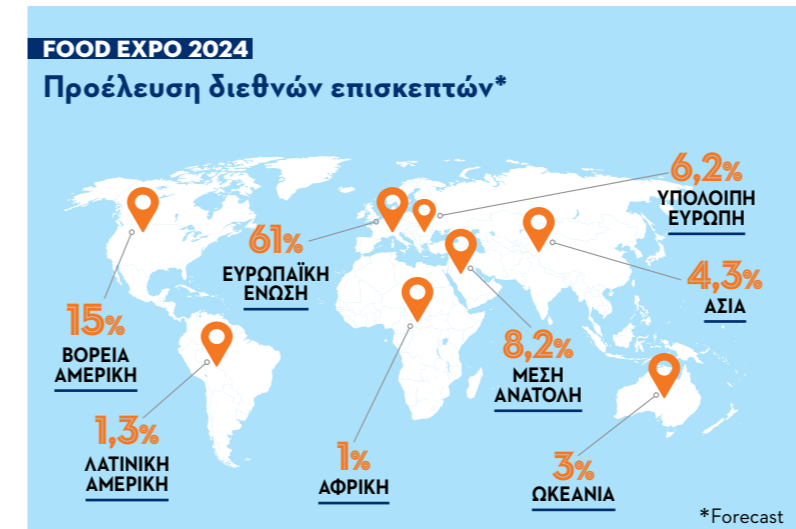 FOOD EXPO 2024
Προέλευση διεθνών επισκεπτών*
6,2%
ΥΠΟΛΟΙΠΗ
ΕΥΡΩΠΗ
61%
ΕΥΡΩΠΑΪΚΗ
ΕΝΩΣΗ
4,3%
ΑΣΙΑ
15%
ΒΟΡΕΙΑ
ΑΜΕΡΙΚΗ
8,2%
ΜΕΣΗ
ΑΝΑΤΟΛΗ
1,3%
ΛΑΤΙΝΙΚΗ
ΑΜΕΡΙΚΗ
1%
ΑΦΡΙΚΗ
3%
ΩΚΕΑΝΙΑ
*Forecast